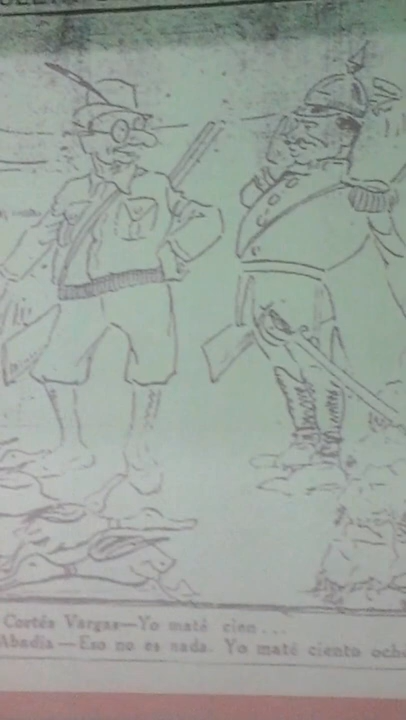 Cortés Vargas—Yo maté cien...
Abadía—Eso no es nada. Yo maté ciento och